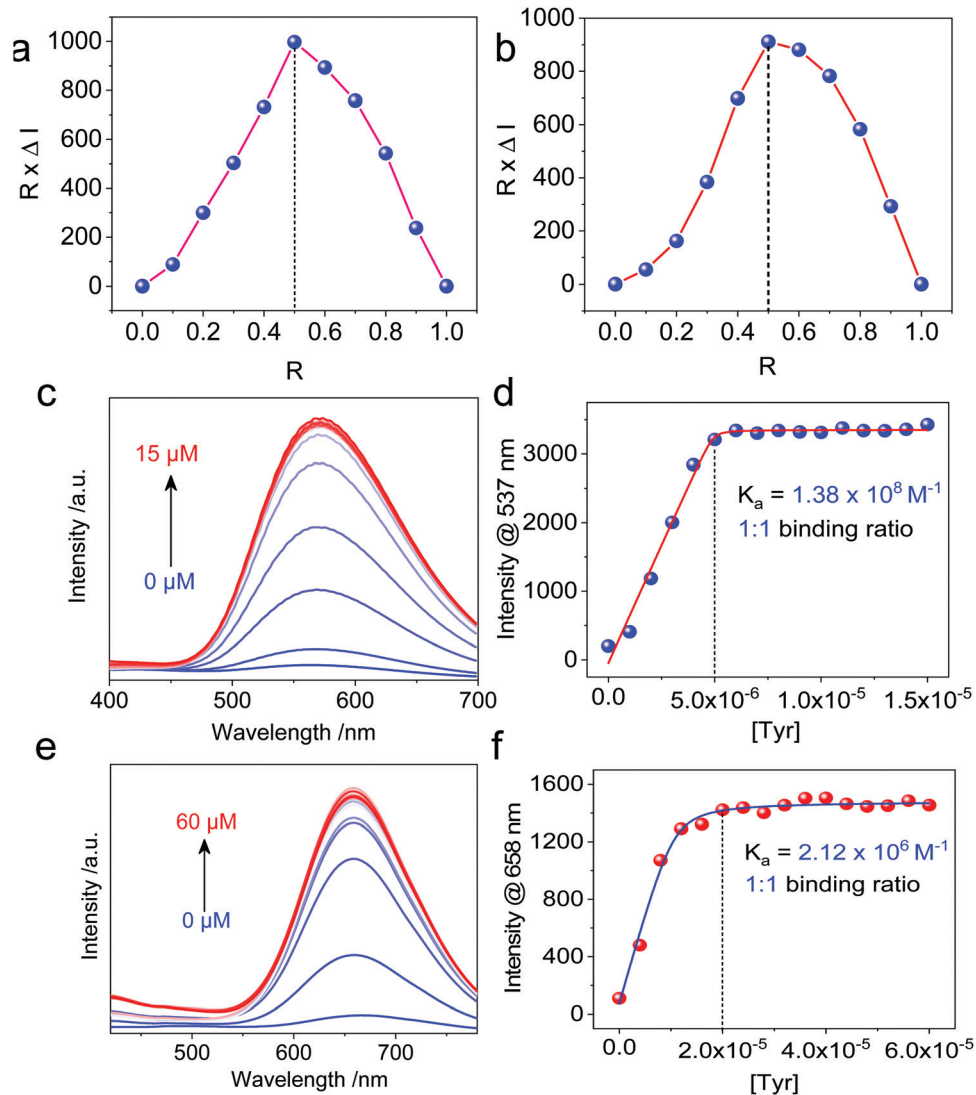 a
1000
800
600
400
200
0
R x Δ I
0.0 0.2 0.4 0.6 0.8 1.0
R
b
1000
800
600
400
200
0
R x Δ I
0.0 0.2 0.4 0.6 0.8 1.0
R
c
15 µM
0 µM
Intensity /a.u.
400 500 600 700
Wavelength /nm
d
3000
2000
1000
0
Intensity @ 537 nm
Kₐ = 1.38 x 10⁸ M⁻¹
1:1 binding ratio
0.0 5.0x10⁻⁶ 1.0x10⁻⁵ 1.5x10⁻⁵
[Tyr]
e
60 µM
0 µM
Intensity /a.u.
500 600 700
Wavelength /nm
f
1600
1200
800
400
0
Intensity @ 658 nm
Kₐ = 2.12 x 10⁶ M⁻¹
1:1 binding ratio
0.0 2.0x10⁻⁵ 4.0x10⁻⁵ 6.0x10⁻⁵
[Tyr]